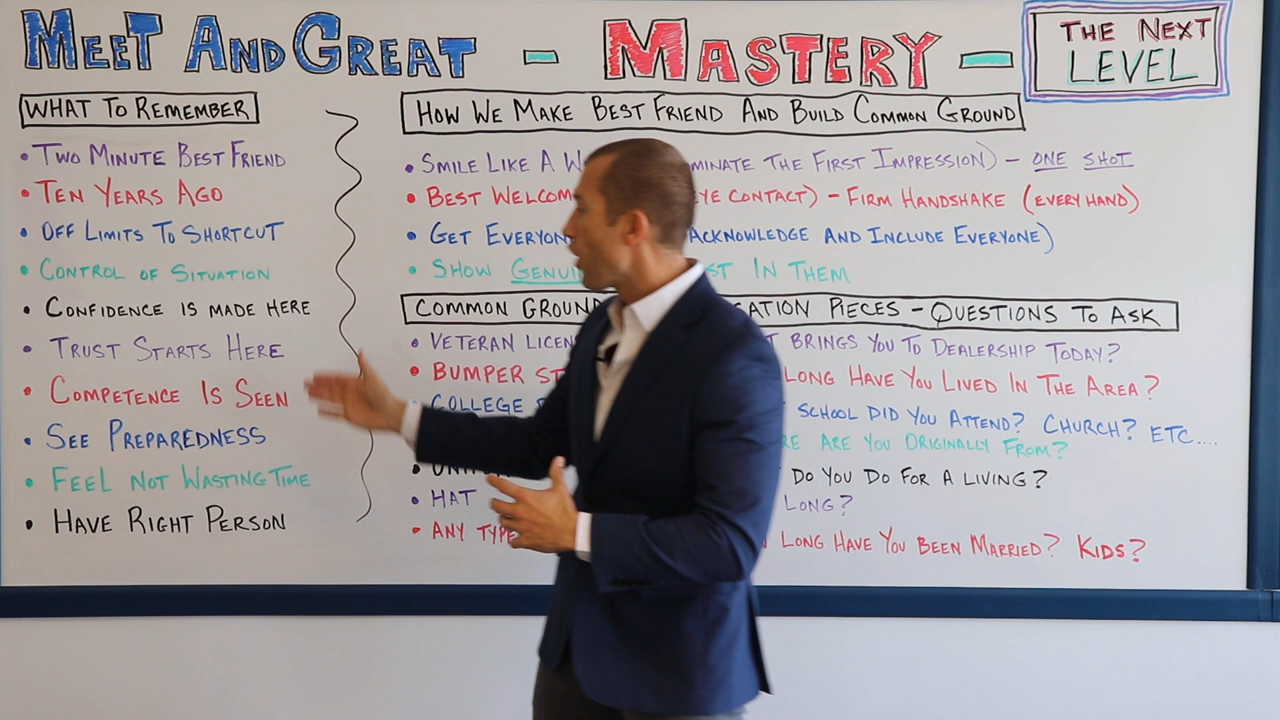 MEET AND GREAT - MASTERY - THE NEXT LEVEL
WHAT TO REMEMBER
• TWO MINUTE BEST FRIEND
• TEN YEARS AGO
• OFF LIMITS TO SHORTCUT
• CONTROL OF SITUATION
• CONFIDENCE IS MADE HERE
• TRUST STARTS HERE
• COMPETENCE IS SEEN
• SEE PREPAREDNESS
• FEEL NOT WASTING TIME
• HAVE RIGHT PERSON
HOW WE MAKE BEST FRIEND AND BUILD COMMON GROUND
• SMILE LIKE A THE FIRST IMPRESSION) - ONE SHOT
• BEST CONTACT) - FIRM HANDSHAKE (EVERY HAND)
• GET ACKNOWLEDGE AND INCLUDE EVERYONE)
• SHOW IN THEM
COMMON PIECES - QUESTIONS TO ASK
• VETERAN BRINGS YOU TO DEALERSHIP TODAY?
• BUMPER LONG HAVE YOU LIVED IN THE AREA?
COLLEGE SCHOOL DID YOU ATTEND? CHURCH? ETC....
ARE YOU ORIGINALLY FROM?
• DO YOU DO FOR A LIVING?
• HAT LONG?
• ANY LONG HAVE YOU BEEN MARRIED? KIDS?